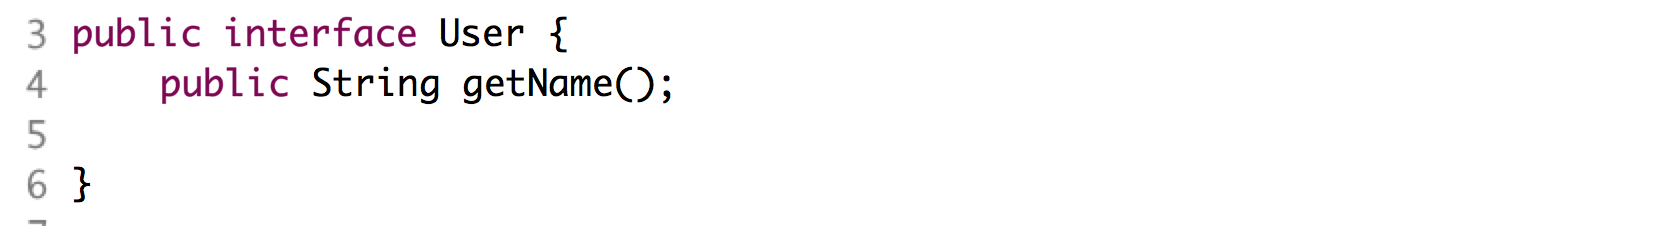 3 public interface User {
4     public String getName();
5
6 }